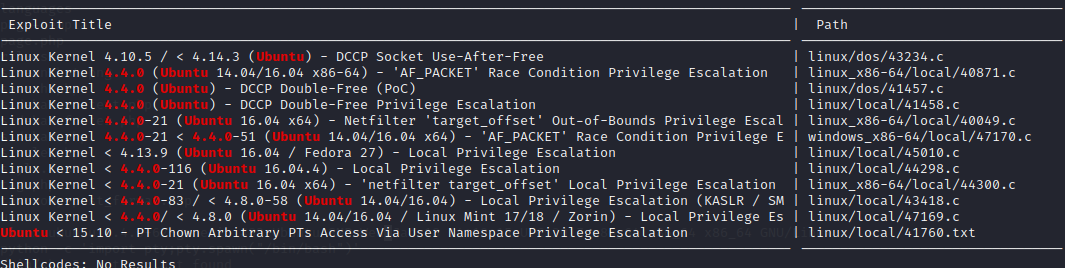 Exploit Title | Path
Linux Kernel 4.10.5 / < 4.14.3 (Ubuntu) - DCCP Socket Use-After-Free | linux/dos/43234.c
Linux Kernel 4.4.0 (Ubuntu 14.04/16.04 x86-64) - 'AF_PACKET' Race Condition Privilege Escalation | linux_x86-64/local/40871.c
Linux Kernel 4.4.0 (Ubuntu) - DCCP Double-Free (PoC) | linux/dos/41457.c
Linux Kernel 4.4.0 (Ubuntu) - DCCP Double-Free Privilege Escalation | linux/local/41458.c
Linux Kernel 4.4.0-21 (Ubuntu 16.04 x64) - Netfilter 'target_offset' Out-of-Bounds Privilege Escal | linux_x86-64/local/40049.c
Linux Kernel 4.4.0-21 < 4.4.0-51 (Ubuntu 14.04/16.04 x64) - 'AF_PACKET' Race Condition Privilege E | windows_x86-64/local/47170.c
Linux Kernel < 4.13.9 (Ubuntu 16.04 / Fedora 27) - Local Privilege Escalation | linux/local/45010.c
Linux Kernel < 4.4.0-116 (Ubuntu 16.04.4) - Local Privilege Escalation | linux/local/44298.c
Linux Kernel < 4.4.0-21 (Ubuntu 16.04 x64) - 'netfilter target_offset' Local Privilege Escalation | linux_x86-64/local/44300.c
Linux Kernel < 4.4.0-83 / < 4.8.0-58 (Ubuntu 14.04/16.04) - Local Privilege Escalation (KASLR / SM | linux/local/43418.c
Linux Kernel < 4.4.0/ < 4.8.0 (Ubuntu 14.04/16.04 / Linux Mint 17/18 / Zorin) - Local Privilege Es | linux/local/47169.c
Ubuntu < 15.10 - PT Chown Arbitrary PTs Access Via User Namespace Privilege Escalation | linux/local/41760.txt
Shellcodes: No Results